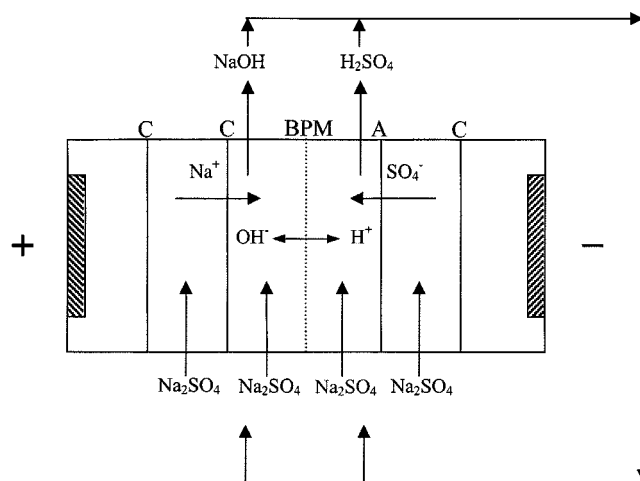 NaOH H₂SO₄
C C BPM A C
Na⁺ SO₄⁻
+ OH⁻ H⁺ −
Na₂SO₄ Na₂SO₄ Na₂SO₄ Na₂SO₄